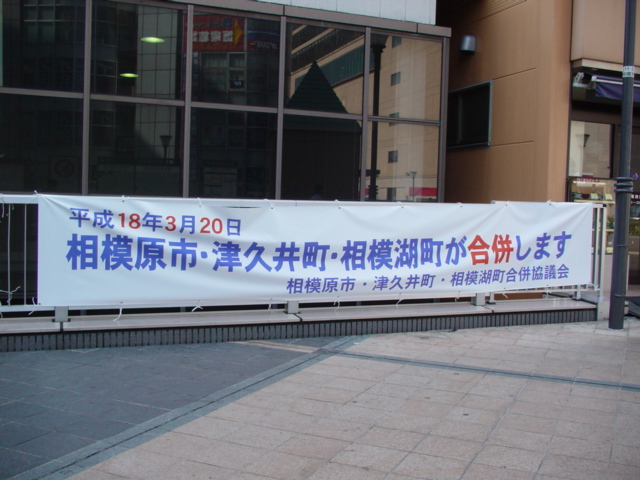 平成18年3月20日
相模原市・津久井町・相模湖町が合併します
相模原市・津久井町・相模湖町合併協議会